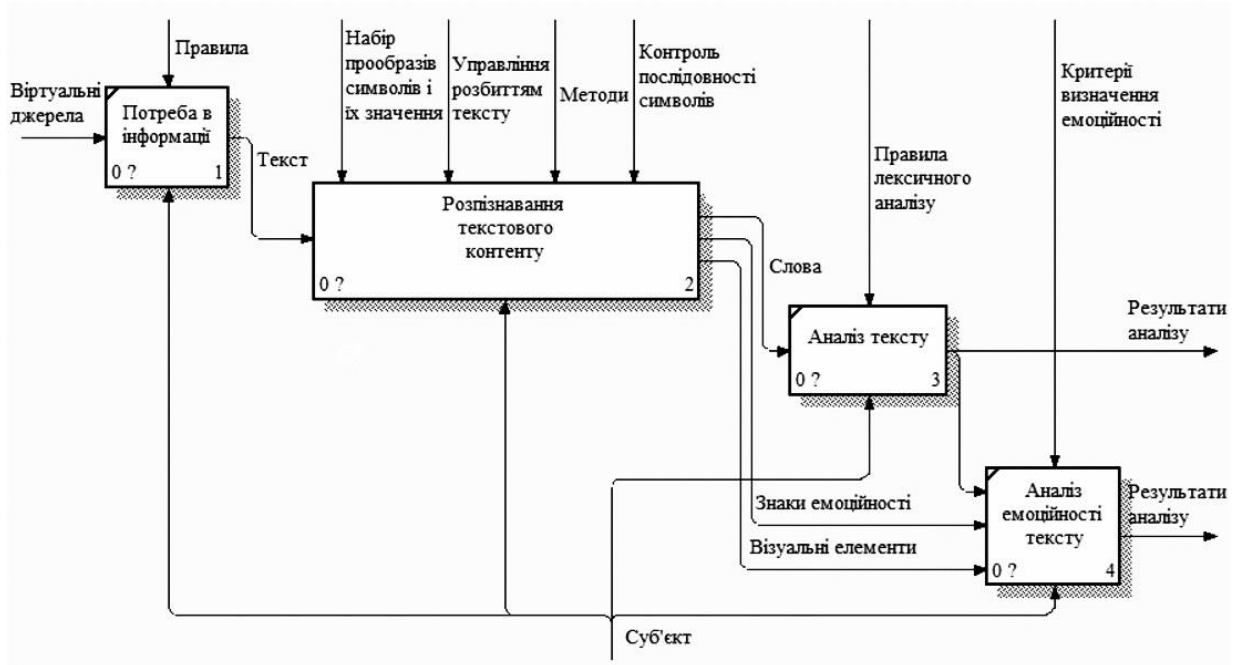 Правила
Віртуальні
джерела
Потреба в
інформації
0 ?
1
Текст
Набір
прообразів
символів і
їх значення
Управління
розбиттям
тексту
Методи
Контроль
послідовності
символів
Розпізнавання
текстового
контенту
0 ?
2
Слова
Правила
лексичного
аналізу
Критерії
визначення
емоційності
Аналіз тексту
0 ?
3
Результати
аналізу
Знаки емоційності
Візуальні елементи
Аналіз
емоційності
тексту
0 ?
4
Результати
аналізу
Суб'єкт